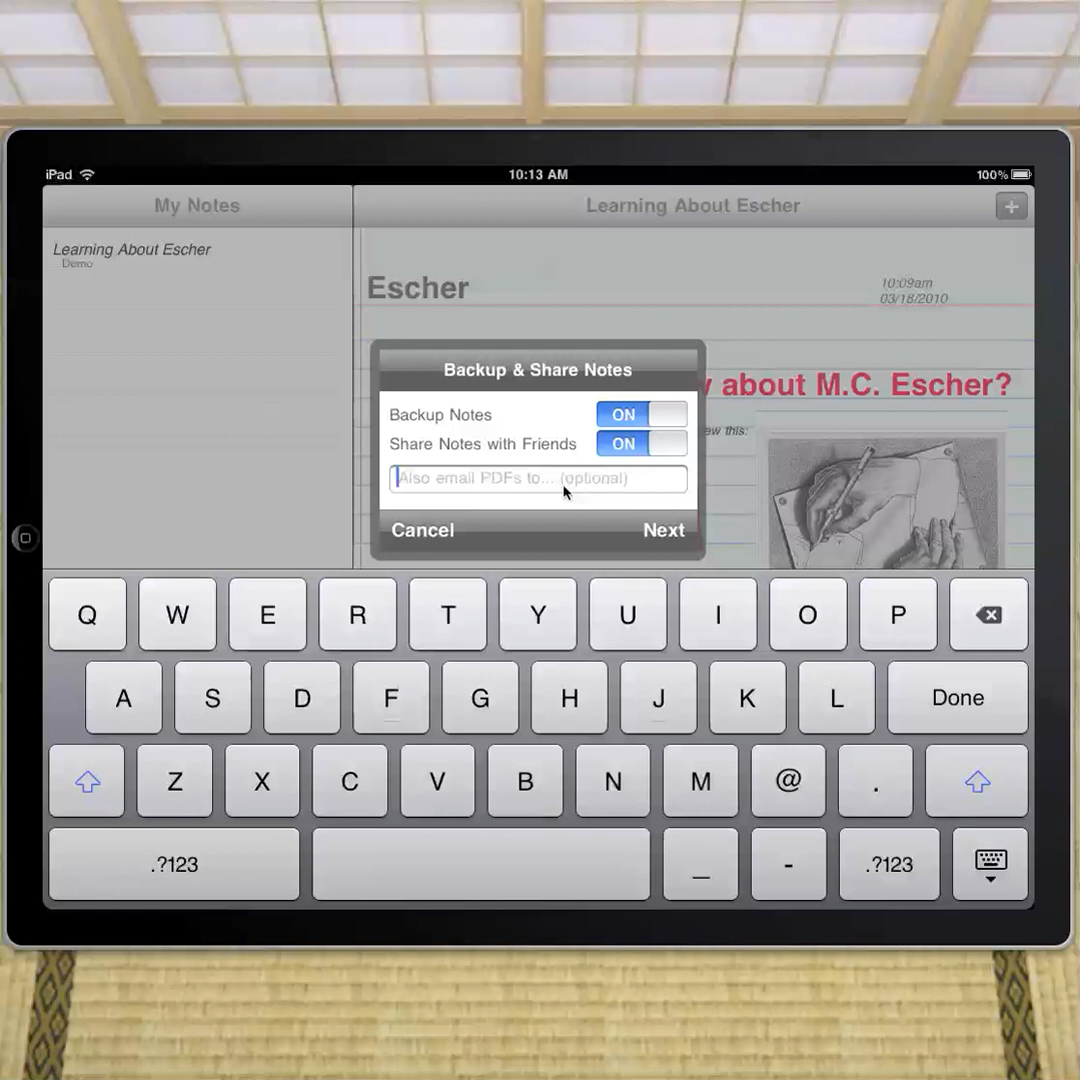 iPad
10:13 AM
100%
My Notes
Learning About Escher
+
Learning About Escher
Demo
Escher
10:09am
03/18/2010
about M.C. Escher?
this:
Backup & Share Notes
Backup Notes
ON
Share Notes with Friends
ON
Also email PDFs to... (optional)
Cancel
Next
Q W E R T Y U I O P
A S D F G H J K L Done
Z X C V B N M @ .
.?123 _ - .?123